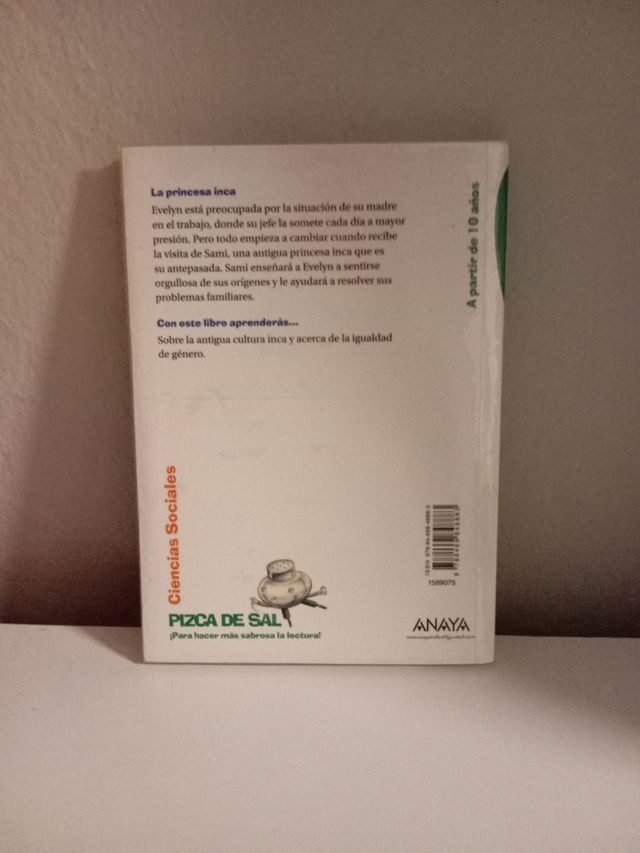 La princesa inca
Evelyn está preocupada por la situación de su madre
en el trabajo, donde su jefe la somete cada día a mayor
presión. Pero todo empieza a cambiar cuando recibe
la visita de Sami, una antigua princesa inca que es
su antepasada. Sami enseñará a Evelyn a sentirse
orgullosa de sus orígenes y le ayudará a resolver sus
problemas familiares.
Con este libro aprenderás...
Sobre la antigua cultura inca y acerca de la igualdad
de género.
A partir de 10 años
Ciencias Sociales
PIZCA DE SAL
¡Para hacer más sabrosa la lectura!
ISBN
1589075
ANAYA